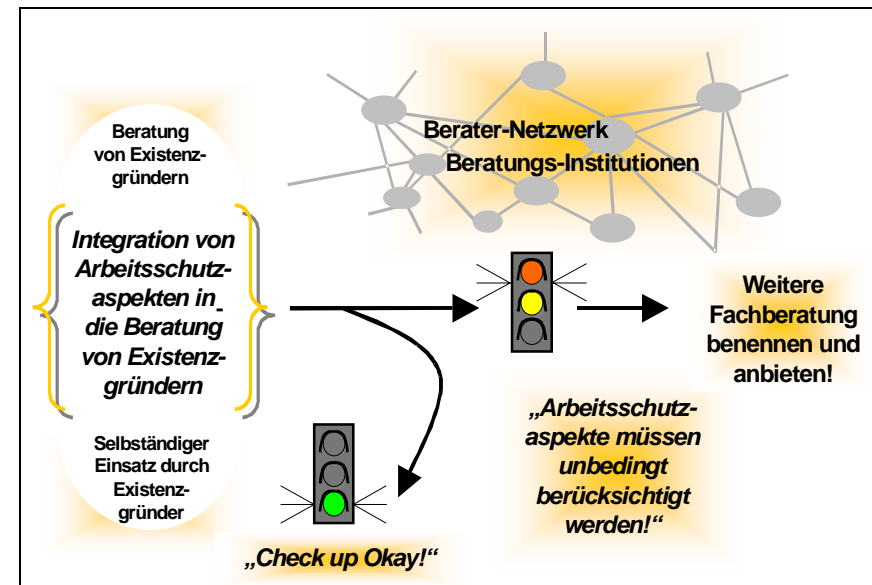 Beratung
von Existenz-
gründern
Integration von
Arbeitsschutz-
aspekten in
die Beratung
von Existenz-
gründern
Selbständiger
Einsatz durch
Existenz-
gründer
Berater-Netzwerk
Beratungs-Institutionen
Weitere
Fachberatung
benennen und
anbieten!
„Arbeitsschutz-
aspekte müssen
unbedingt
berücksichtigt
werden!“
„Check up Okay!“